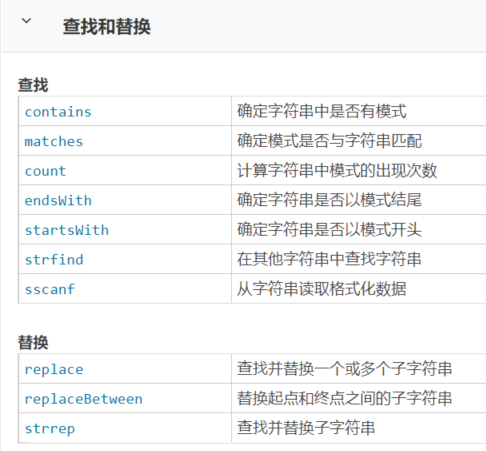 查找和替换
查找
contains 确定字符串中是否有模式
matches 确定模式是否与字符串匹配
count 计算字符串中模式的出现次数
endsWith 确定字符串是否以模式结尾
startsWith 确定字符串是否以模式开头
strfind 在其他字符串中查找字符串
sscanf 从字符串读取格式化数据
替换
replace 查找并替换一个或多个子字符串
replaceBetween 替换起点和终点之间的子字符串
strrep 查找并替换子字符串